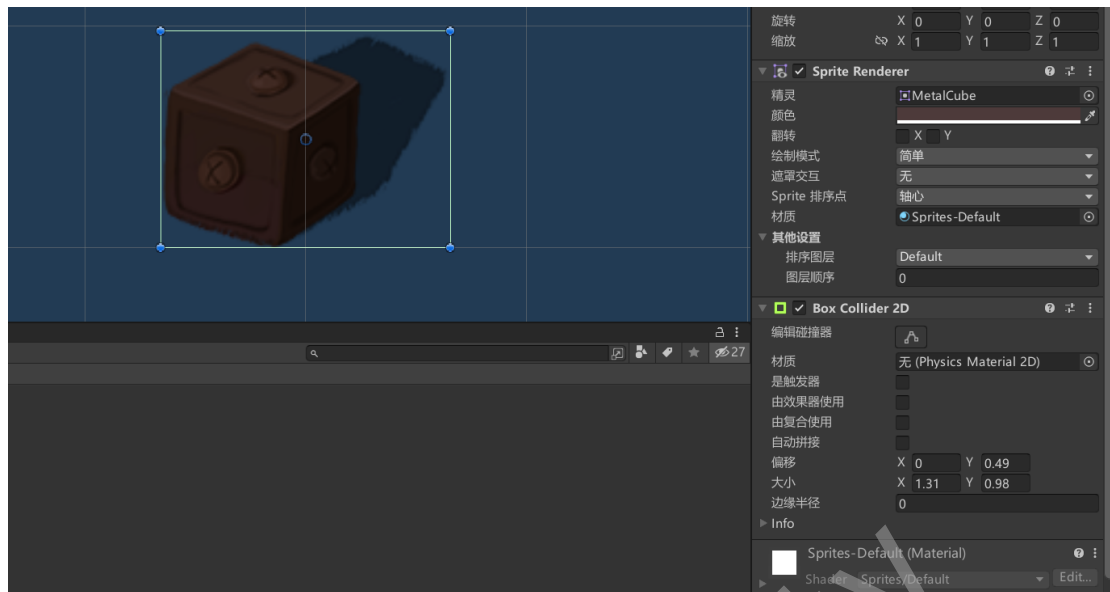 旋转 X 0 Y 0 Z 0
缩放 X 1 Y 1 Z 1
Sprite Renderer
精灵 MetalCube
颜色
翻转 X Y
绘制模式 简单
遮罩交互 无
Sprite 排序点 轴心
材质 Sprites-Default
其他设置
排序图层 Default
图层顺序 0
Box Collider 2D
编辑碰撞器
27
材质 无 (Physics Material 2D)
是触发器
由效果器使用
由复合使用
自动拼接
偏移 X 0 Y 0.49
大小 X 1.31 Y 0.98
边缘半径 0
Info
Sprites-Default (Material)
Shader Sprites/Default Edit...